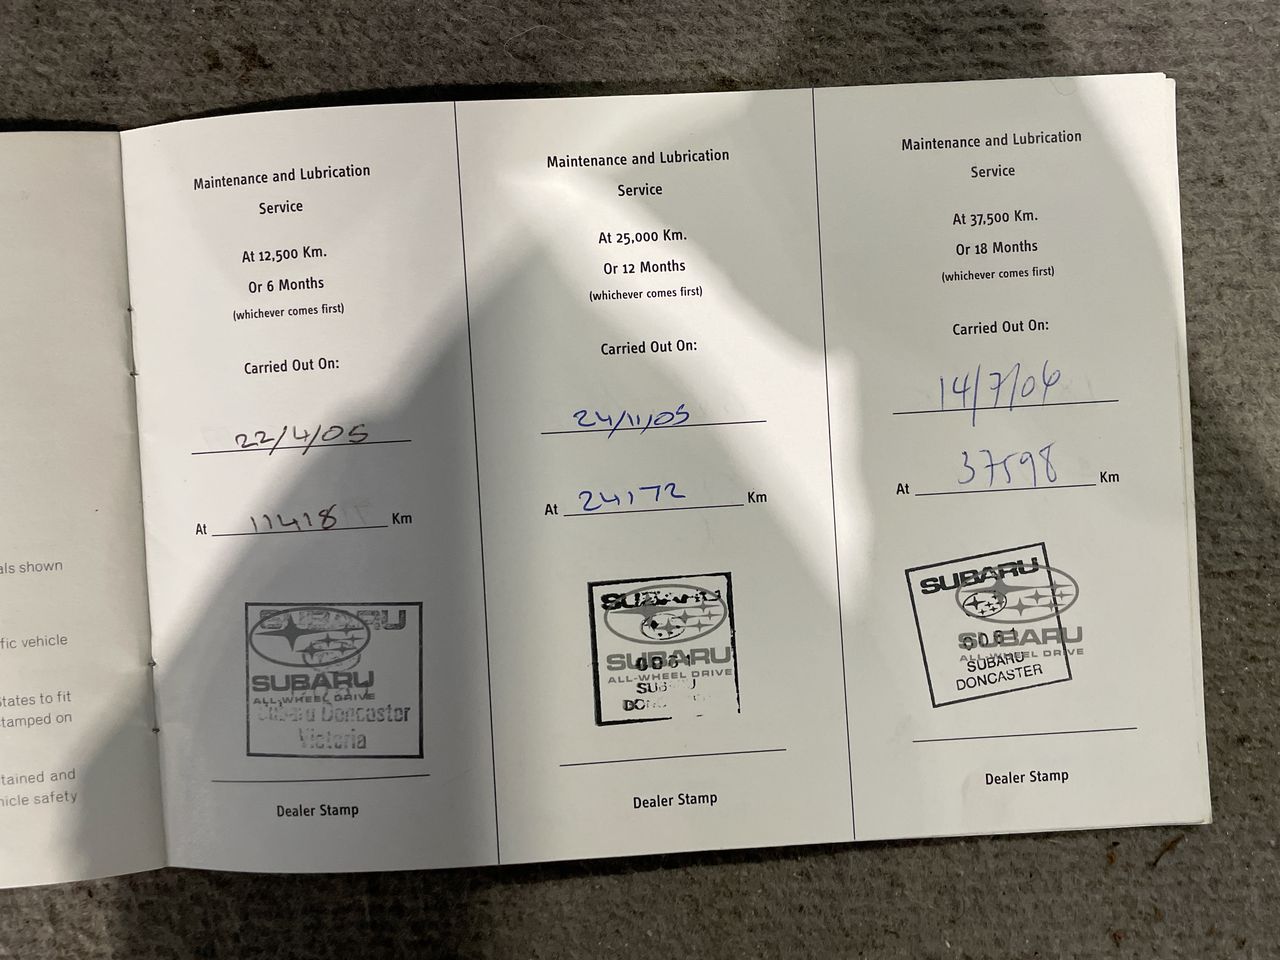 als shown
fic vehicle
tates to fit
tamped on
tained and
nicle safety
Maintenance and Lubrication
Service
At 12,500 Km.
Or 6 Months
(whichever comes first)
Carried Out On:
22/4/05
At 11418 Km
SUBARU
SUBARU
ALL-WHEEL DRIVE
Subaru Doncaster
Victoria
Dealer Stamp
Maintenance and Lubrication
Service
At 25,000 Km.
Or 12 Months
(whichever comes first)
Carried Out On:
24/11/05
At 24172 Km
SUBARU
SUBARU
ALL-WHEEL DRIVE
Dealer Stamp
Maintenance and Lubrication
Service
At 37,500 Km.
Or 18 Months
(whichever comes first)
Carried Out On:
14/7/06
At 37598 Km
SUBARU
SUBARU
ALL-WHEEL DRIVE
SUBARU
DONCASTER
Dealer Stamp